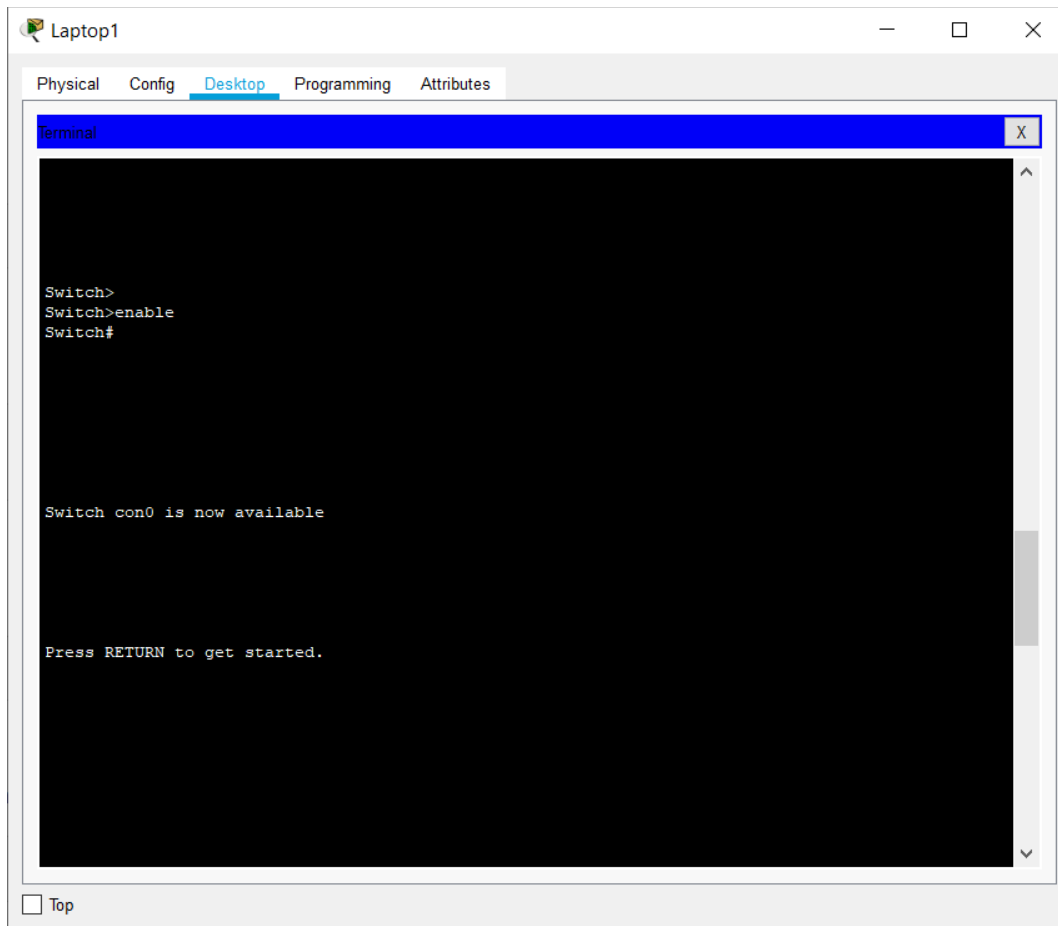 Laptop1
Physical Config Desktop Programming Attributes
Terminal
X
Switch>
Switch>enable
Switch#
Switch con0 is now available
Press RETURN to get started.
Top